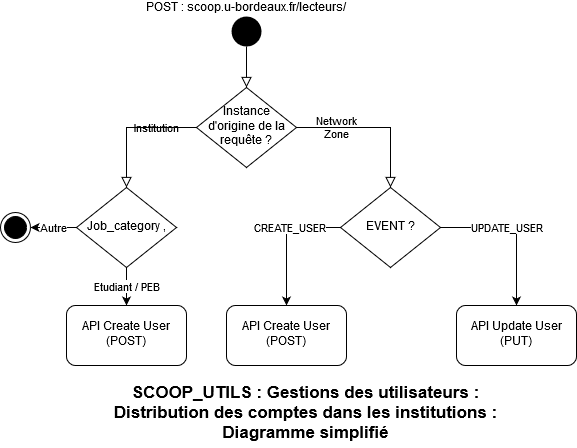 POST : scoop.u-bordeaux.fr/lecteurs/
Instance
d'origine de la
requête ?
Institution
Network
Zone
Autre
Job_category ,
CREATE_USER
EVENT ?
UPDATE_USER
Etudiant / PEB
API Create User
(POST)
API Create User
(POST)
API Update User
(PUT)
SCOOP_UTILS : Gestions des utilisateurs :
Distribution des comptes dans les institutions :
Diagramme simplifié